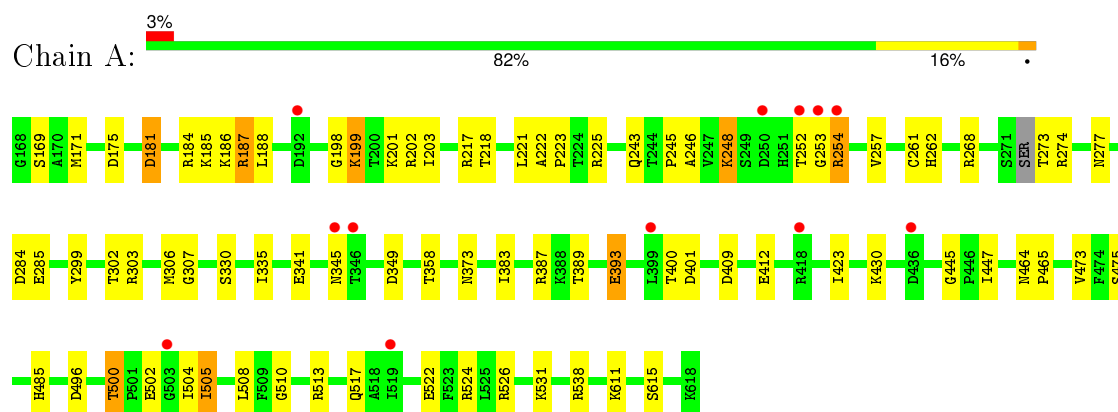 3%
Chain A:
82% 16% •
G168 S169 A170 M171 D175 D181 R184 K185 K186 R187 L188 D192 G198 K199 T200 K201 R202 I203 R217 T218 L221 A222 P223 T224 R225 Q243 T244 P245 A246 V247 K248 S249 D250 H251 T252 G253 R254 V257 C261 H262 R268 S271 SER T273 R274 N277
D284 E285 Y299 T302 R303 M306 G307 S330 I335 E341 N345 T346 D349 T358 N373 I383 R387 K388 T389 E393 L399 T400 D401 D409 E412 R418 I423 K430 D436 G445 P446 I447 N464 P465 V473 F474 S475
H485 D496 T500 P501 E502 G503 I504 I505 L508 F509 G510 R513 Q517 A518 I519 E522 F523 R524 L525 R526 K531 R538 K611 S615 K618